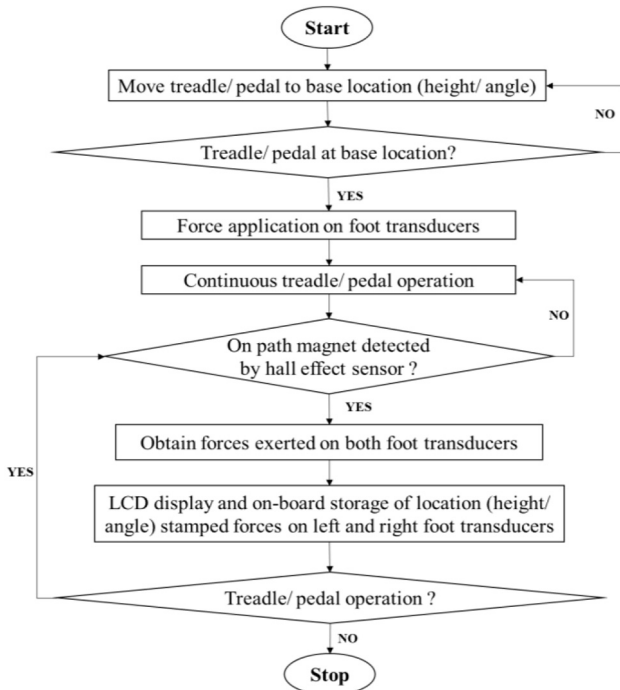 Start
Move treadle/ pedal to base location (height/ angle)
NO
Treadle/ pedal at base location?
YES
Force application on foot transducers
Continuous treadle/ pedal operation
NO
On path magnet detected
by hall effect sensor ?
YES
Obtain forces exerted on both foot transducers
YES
LCD display and on-board storage of location (height/
angle) stamped forces on left and right foot transducers
Treadle/ pedal operation ?
NO
Stop